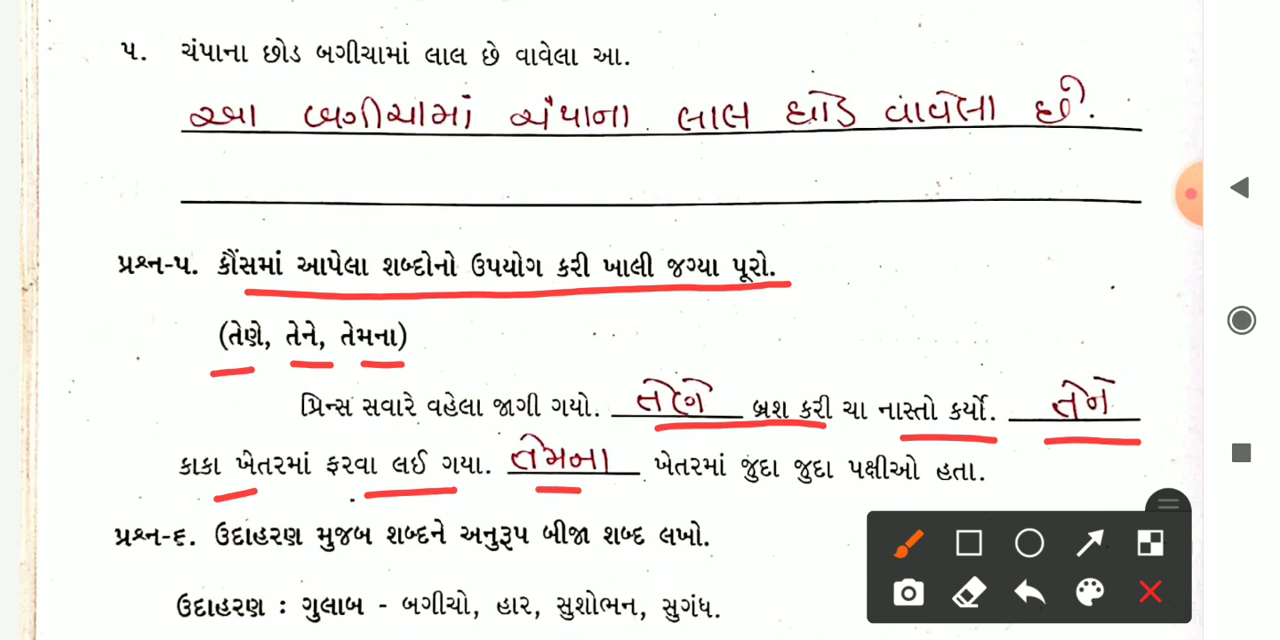 ૫. ચંપાના છોડ બગીચામાં લાલ છે વાવેલા આ.
આ બગીચામાં ચંપાના લાલ છોડ વાવેલા છે.
પ્રશ્ન-૫. કૌંસમાં આપેલા શબ્દોનો ઉપયોગ કરી ખાલી જગ્યા પૂરો.
(તેણે, તેને, તેમના)
પ્રિન્સ સવારે વહેલા જાગી ગયો. તેણે બ્રશ કરી ચા નાસ્તો કર્યો. તેને
કાકા ખેતરમાં ફરવા લઈ ગયા. તેમના ખેતરમાં જુદા જુદા પક્ષીઓ હતા.
પ્રશ્ન-૬. ઉદાહરણ મુજબ શબ્દને અનુરૂપ બીજા શબ્દ લખો.
ઉદાહરણ : ગુલાબ - બગીચો, હાર, સુશોભન, સુગંધ.